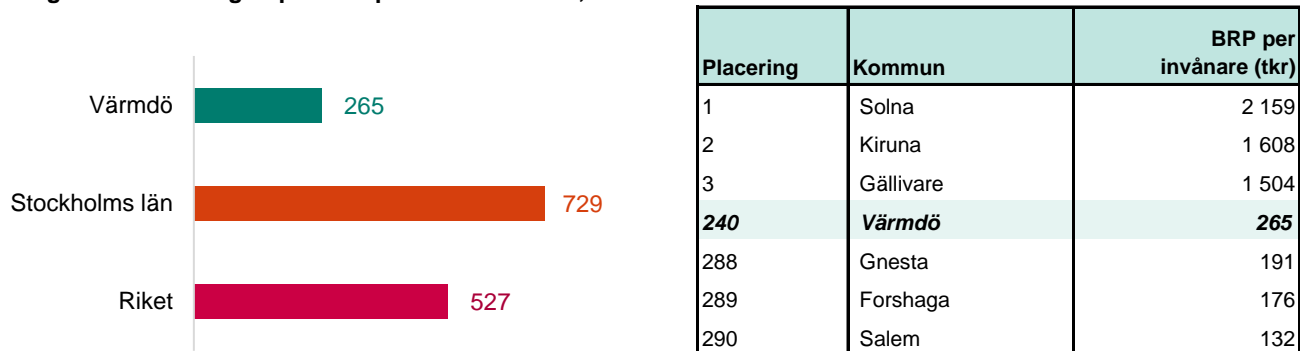 Värmdö 265
Stockholms län 729
Riket 527
Placering Kommun BRP per invånare (tkr)
1 Solna 2 159
2 Kiruna 1 608
3 Gällivare 1 504
240 Värmdö 265
288 Gnesta 191
289 Forshaga 176
290 Salem 132